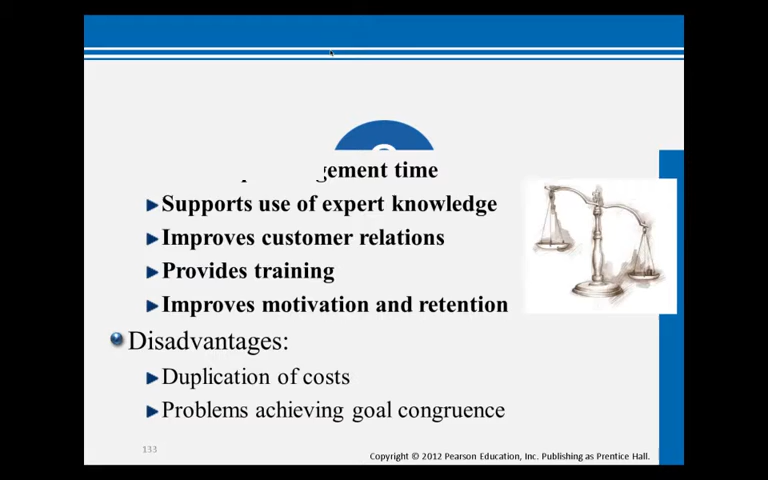 time
Supports use of expert knowledge
Improves customer relations
Provides training
Improves motivation and retention
Disadvantages:
Duplication of costs
Problems achieving goal congruence
133
Copyright © 2012 Pearson Education, Inc. Publishing as Prentice Hall.